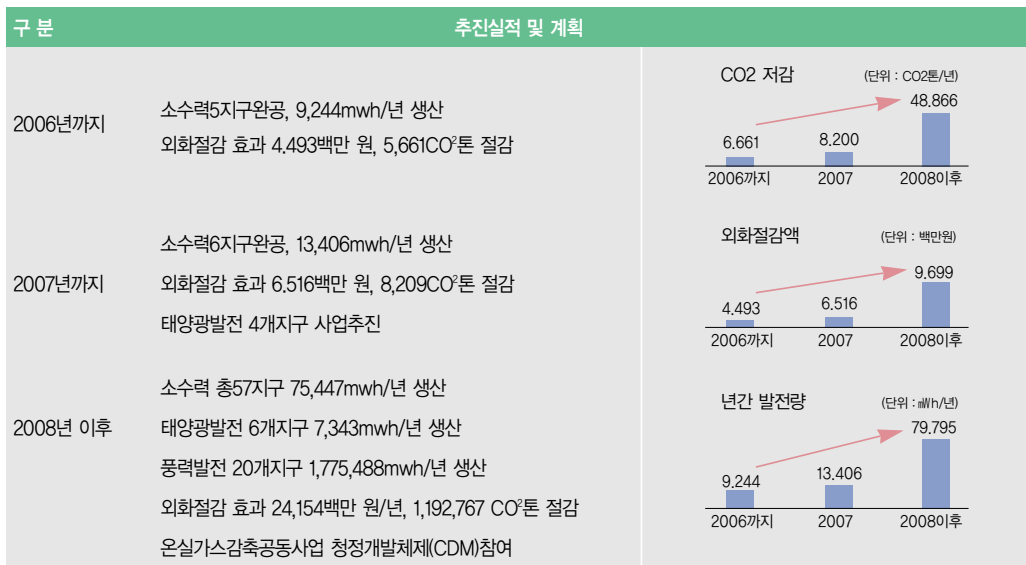 구 분 추진실적 및 계획
2006년까지
소수력5지구완공, 9,244mwh/년 생산
외화절감 효과 4.493백만 원, 5,661CO²톤 절감
CO2 저감 (단위 : CO2톤/년)
6.661 8.200 48.866
2006까지 2007 2008이후
2007년까지
소수력6지구완공, 13,406mwh/년 생산
외화절감 효과 6.516백만 원, 8,209CO²톤 절감
태양광발전 4개지구 사업추진
외화절감액 (단위 : 백만원)
4.493 6.516 9.699
2006까지 2007 2008이후
2008년 이후
소수력 총57지구 75,447mwh/년 생산
태양광발전 6개지구 7,343mwh/년 생산
풍력발전 20개지구 1,775,488mwh/년 생산
외화절감 효과 24,154백만 원/년, 1,192,767 CO²톤 절감
온실가스감축공동사업 청정개발체제(CDM)참여
년간 발전량 (단위 : ㎿h/년)
9.244 13.406 79.795
2006까지 2007 2008이후